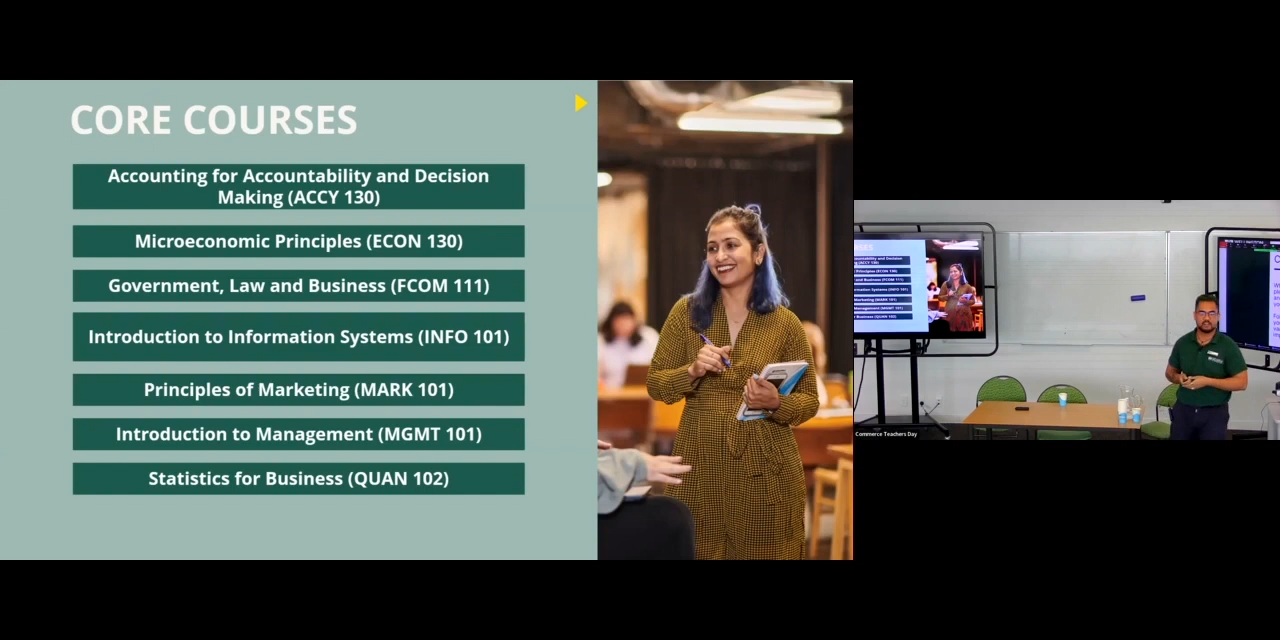 CORE COURSES
Accounting for Accountability and Decision
Making (ACCY 130)
Microeconomic Principles (ECON 130)
Government, Law and Business (FCOM 111)
Introduction to Information Systems (INFO 101)
Principles of Marketing (MARK 101)
Introduction to Management (MGMT 101)
Statistics for Business (QUAN 102)
Commerce Teachers Day